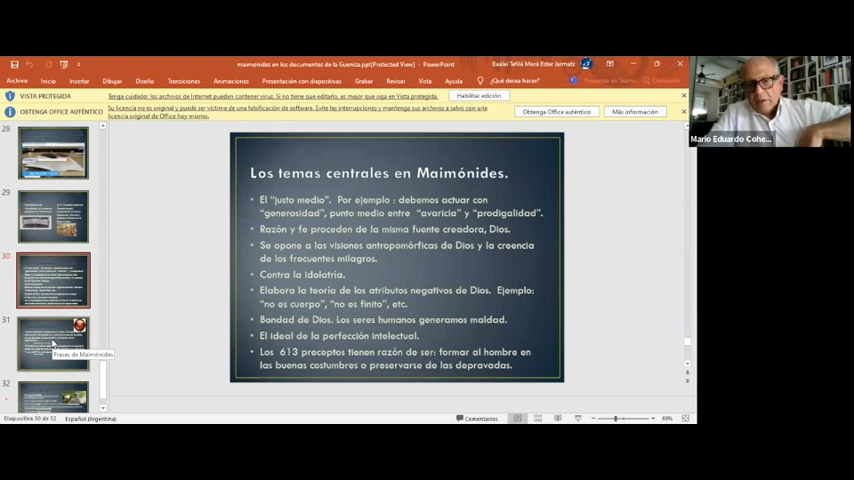 maimonides en los documentos de la Gueniza.ppt[Protected View] - PowerPoint
Baalei Tefilá Morá Ester Jarmatz
Archivo Inicio Insertar Dibujar Diseño Transiciones Animaciones Presentación con diapositivas Grabar Revisar Vista Ayuda ¿Qué desea hacer? Presentar en Teams Compartir
VISTA PROTEGIDA Tenga cuidado: los archivos de Internet pueden contener virus. Si no tiene que editarlo, es mejor que siga en Vista protegida. Habilitar edición
OBTENGA OFFICE AUTÉNTICO Su licencia no es original y puede ser víctima de una falsificación de software. Evite las interrupciones y mantenga sus archivos a salvo con una licencia original de Office hoy mismo. Obtenga Office auténtico Más información
Mario Eduardo Cohe...
28
29
30
31
Frases de Maimónides
32
Los temas centrales en Maimónides.
• El "justo medio". Por ejemplo : debemos actuar con
"generosidad", punto medio entre "avaricia" y "prodigalidad".
• Razón y fe proceden de la misma fuente creadora, Dios.
• Se opone a las visiones antropomórficas de Dios y la creencia
de los frecuentes milagros.
• Contra la idolatría.
• Elabora la teoría de los atributos negativos de Dios. Ejemplo:
"no es cuerpo", "no es finito", etc.
• Bondad de Dios. Los seres humanos generamos maldad.
• El ideal de la perfección intelectual.
• Los 613 preceptos tienen razón de ser: formar al hombre en
las buenas costumbres o preservarse de las depravadas.
Diapositiva 30 de 32 Español (Argentina) Comentarios 69%